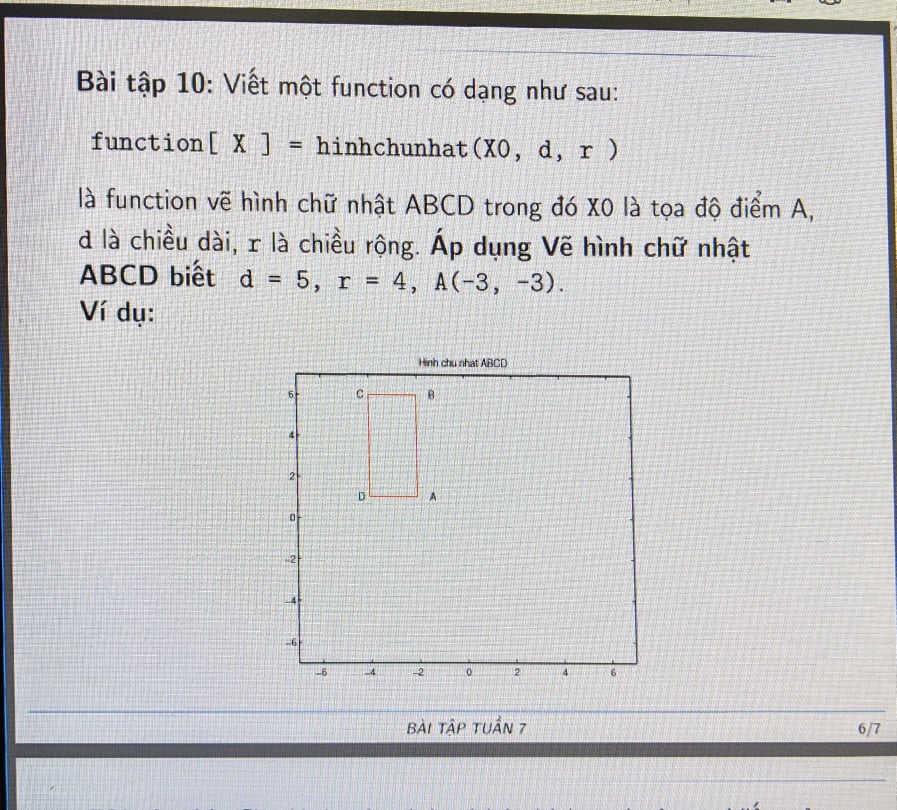 Bài tập 10: Viết một function có dạng như sau:
function[ X ] = hinhchunhat(X0, d, r )
là function vẽ hình chữ nhật ABCD trong đó X0 là tọa độ điểm A,
d là chiều dài, r là chiều rộng. Áp dụng Vẽ hình chữ nhật
ABCD biết d = 5, r = 4, A(-3, -3).
Ví dụ:
Hinh chu nhat ABCD
6
C
B
4
2
D
A
0
-2
-4
-6
-6 -4 -2 0 2 4 6
BÀI TẬP TUẦN 7
6/7